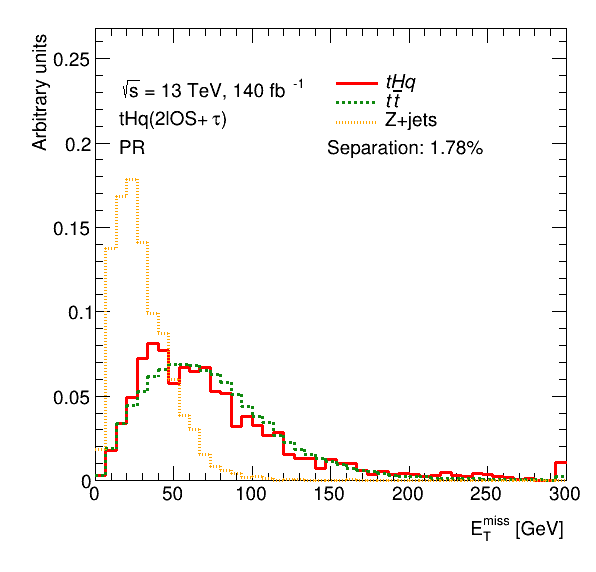 Arbitrary units
0.25
0.2
0.15
0.1
0.05
0
√s = 13 TeV, 140 fb⁻¹
tHq(2lOS+ τ)
PR
tHq
tt̅
Z+jets
Separation: 1.78%
0 50 100 150 200 250 300
E_T^miss [GeV]